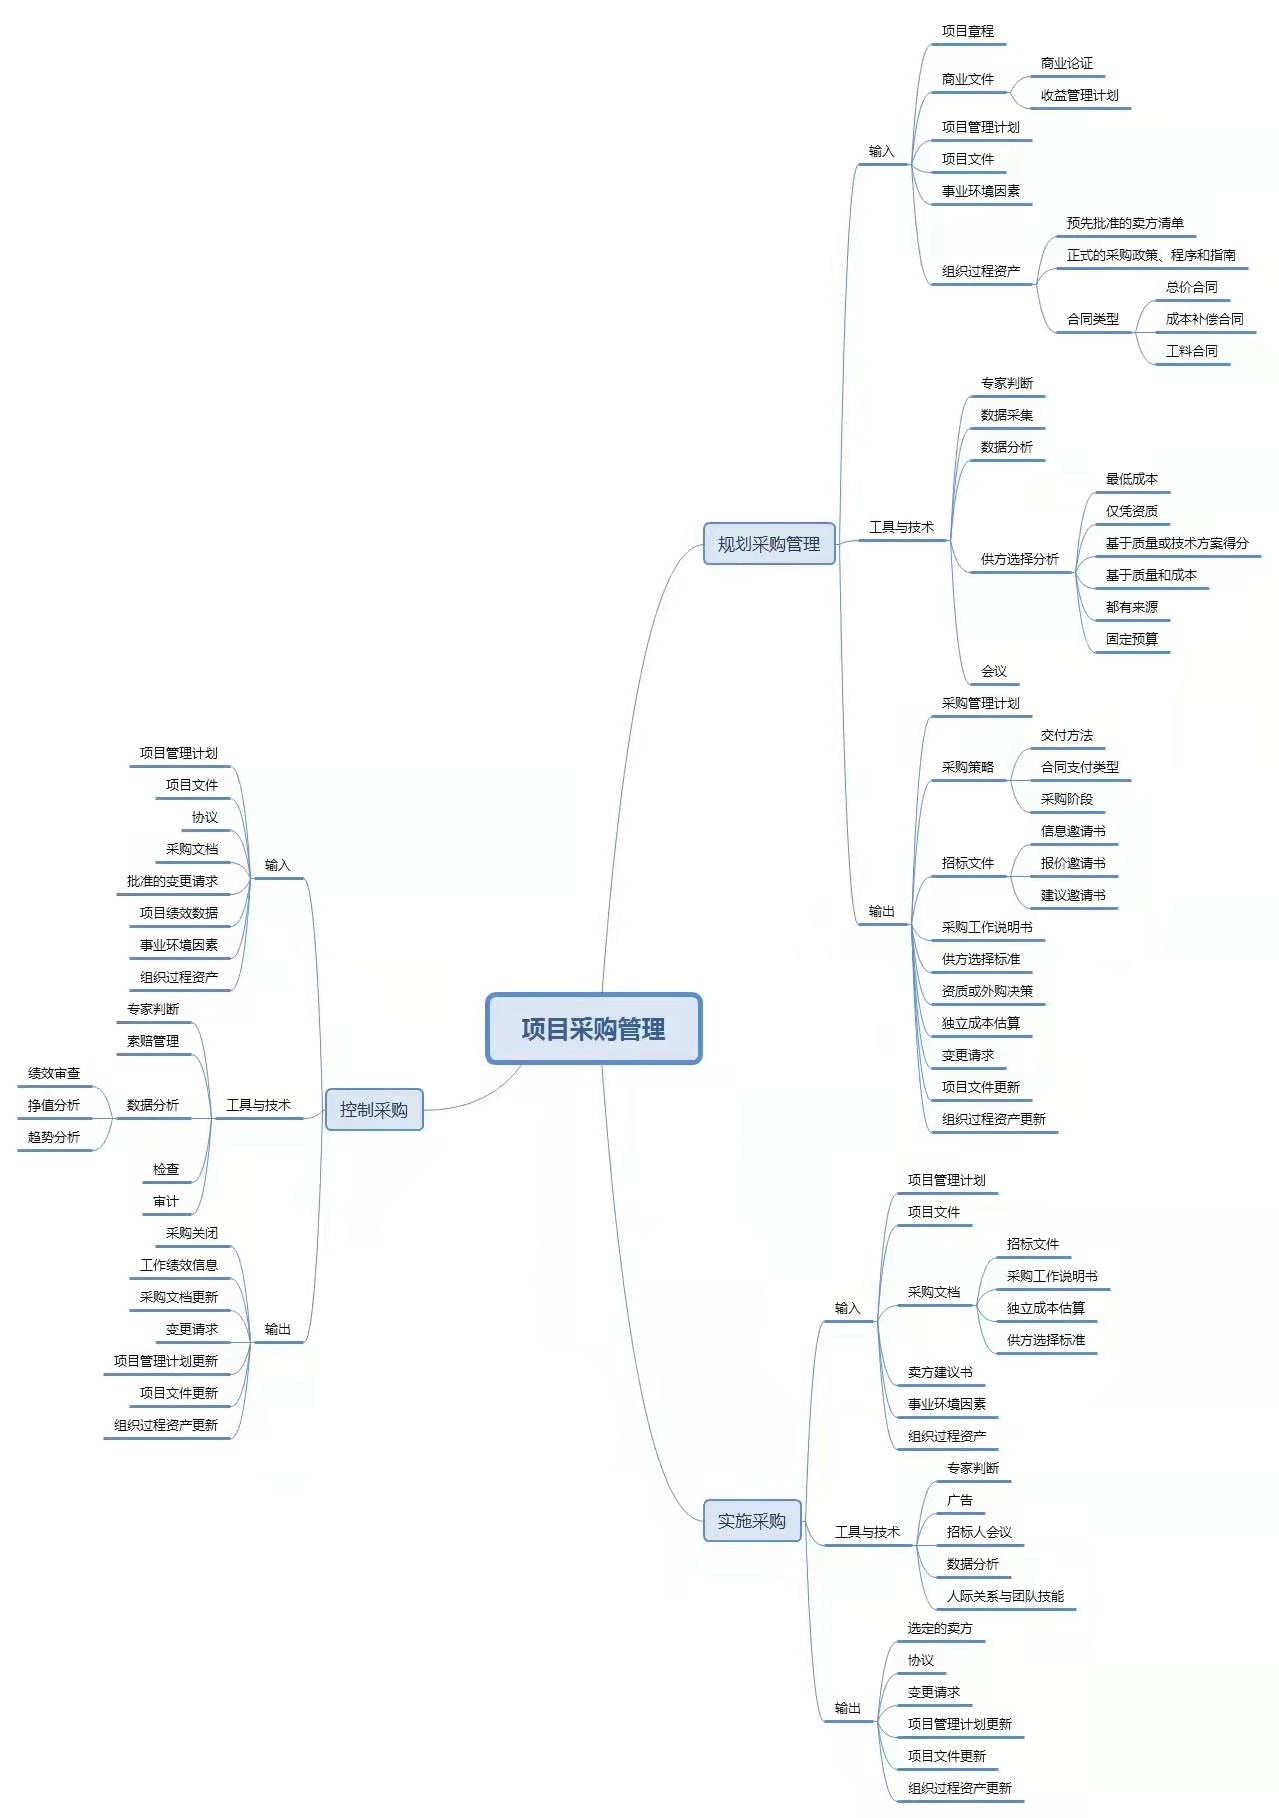 项目采购管理
规划采购管理
输入
项目章程
商业文件
商业论证
收益管理计划
项目管理计划
项目文件
事业环境因素
组织过程资产
预先批准的卖方清单
正式的采购政策、程序和指南
合同类型
总价合同
成本补偿合同
工料合同
工具与技术
专家判断
数据采集
数据分析
供方选择分析
最低成本
仅凭资质
基于质量或技术方案得分
基于质量和成本
都有来源
固定预算
会议
输出
采购管理计划
采购策略
交付方法
合同支付类型
采购阶段
招标文件
信息邀请书
报价邀请书
建议邀请书
采购工作说明书
供方选择标准
资质或外购决策
独立成本估算
变更请求
项目文件更新
组织过程资产更新
实施采购
输入
项目管理计划
项目文件
采购文档
招标文件
采购工作说明书
独立成本估算
供方选择标准
卖方建议书
事业环境因素
组织过程资产
工具与技术
专家判断
广告
招标人会议
数据分析
人际关系与团队技能
输出
选定的卖方
协议
变更请求
项目管理计划更新
项目文件更新
组织过程资产更新
控制采购
输入
项目管理计划
项目文件
协议
采购文档
批准的变更请求
项目绩效数据
事业环境因素
组织过程资产
工具与技术
专家判断
索赔管理
数据分析
绩效审查
挣值分析
趋势分析
检查
审计
输出
采购关闭
工作绩效信息
采购文档更新
变更请求
项目管理计划更新
项目文件更新
组织过程资产更新